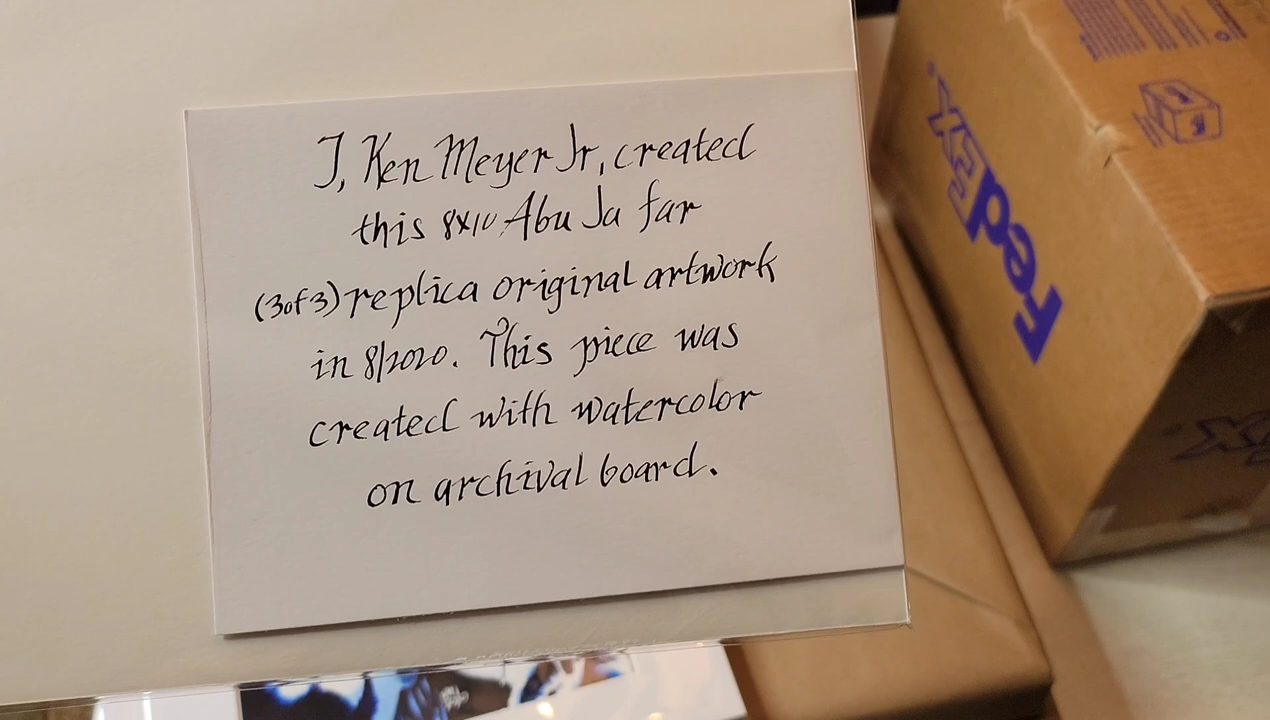 I, Ken Meyer Jr, created
this 8x10 Abu Ja far
(3of3) replica original artwork
in 8/2020. This piece was
created with watercolor
on archival board.
FedEx
Ex